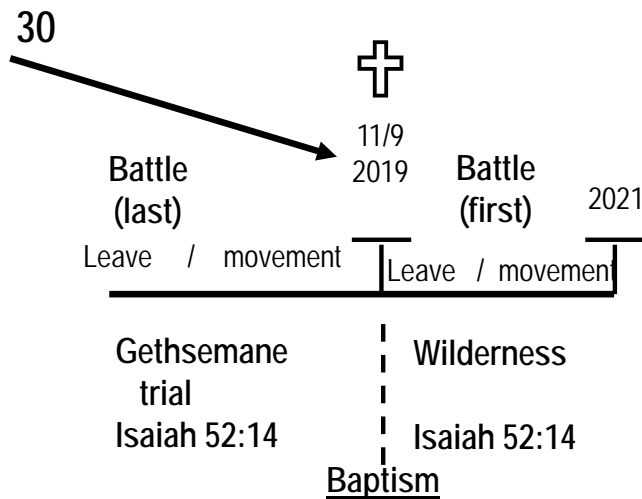 30
11/9
2019
Battle
(last)
Battle
(first)
2021
Leave / movement
Leave / movement
Gethsemane
trial
Isaiah 52:14
Wilderness
Isaiah 52:14
Baptism